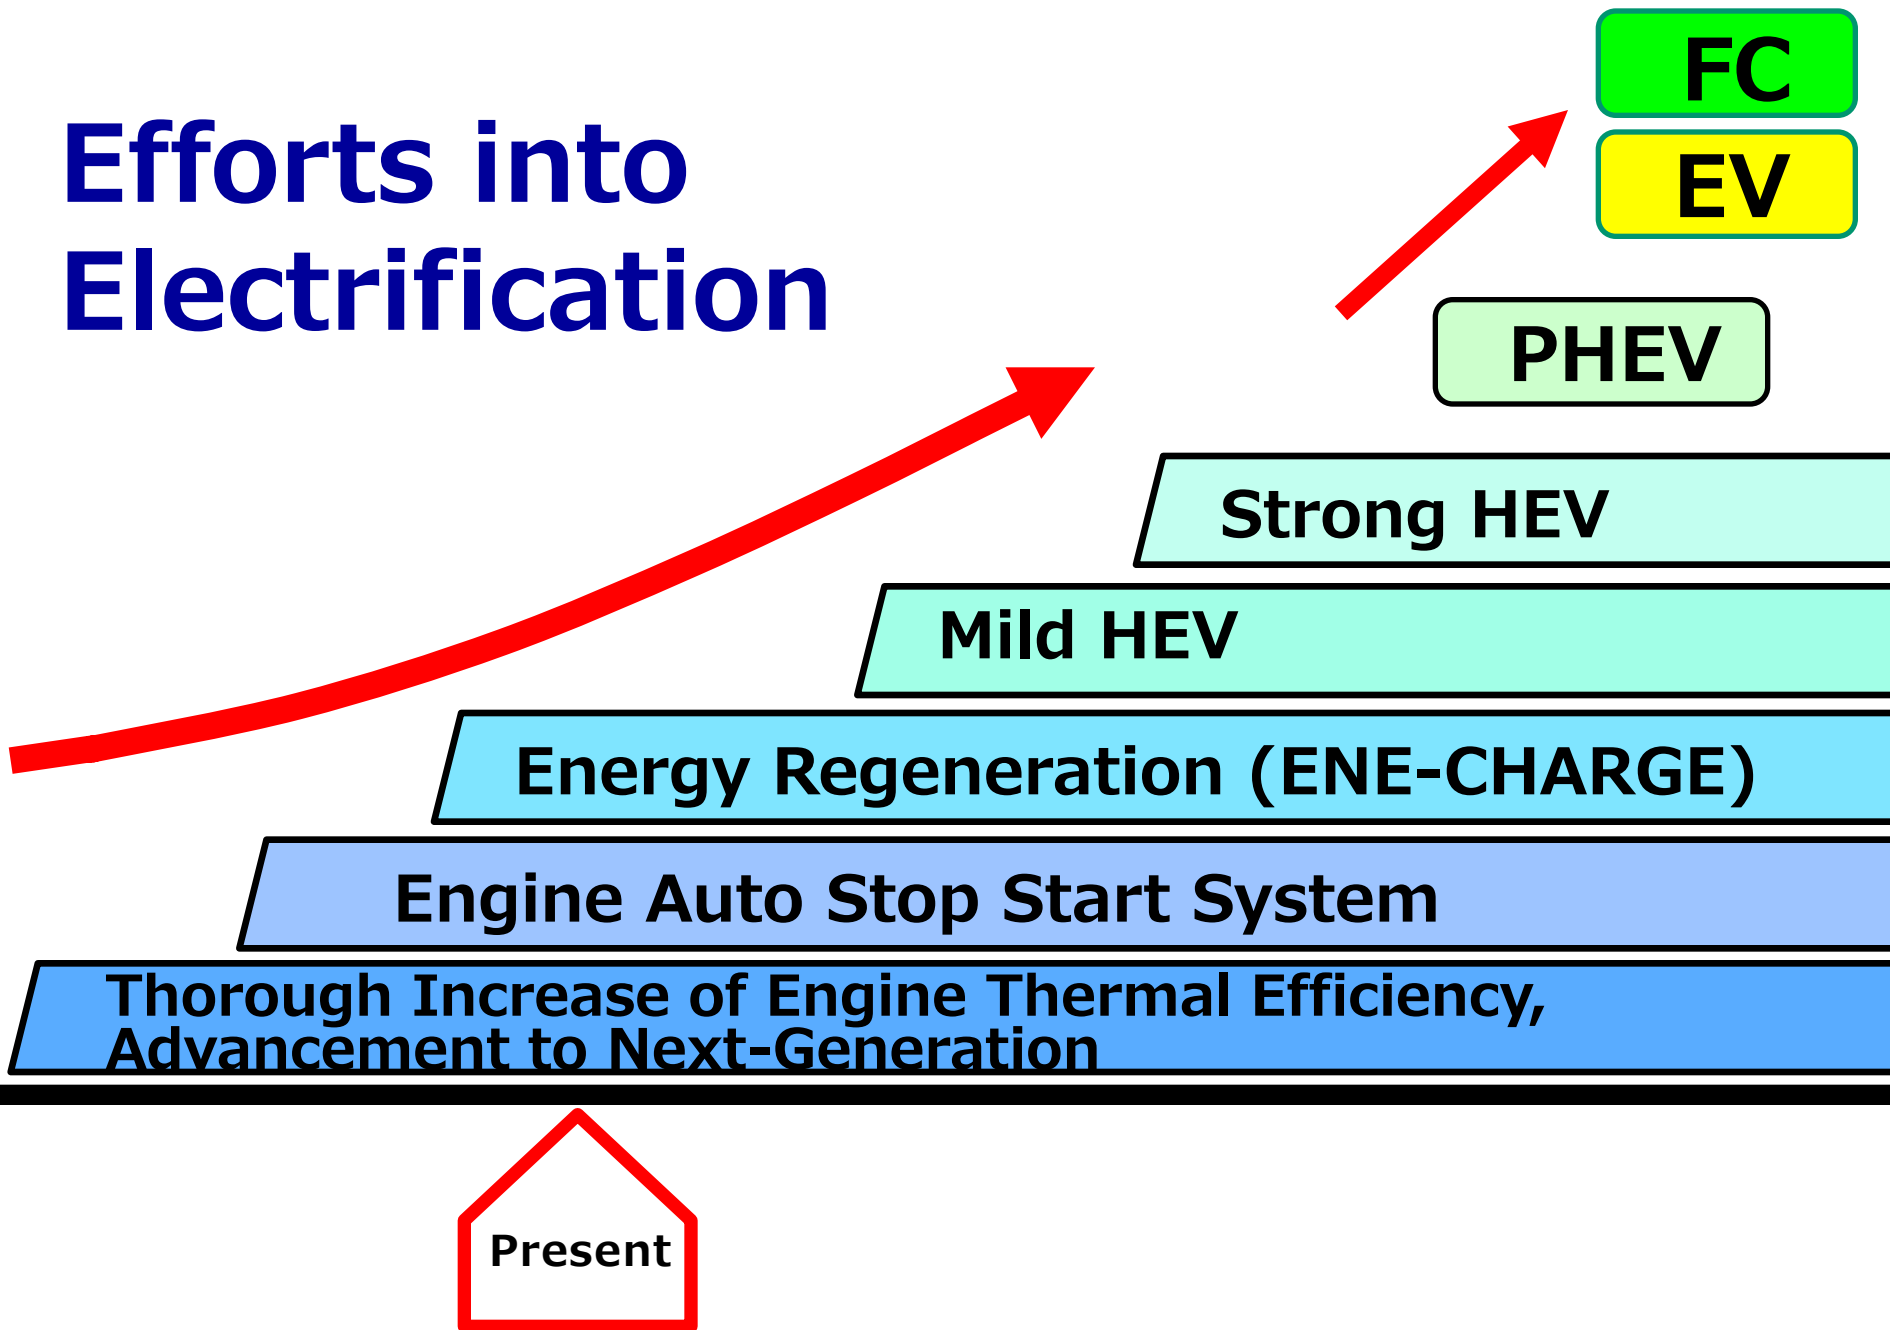 Efforts into
Electrification
FC
EV
PHEV
Strong HEV
Mild HEV
Energy Regeneration (ENE-CHARGE)
Engine Auto Stop Start System
Thorough Increase of Engine Thermal Efficiency,
Advancement to Next-Generation
Present